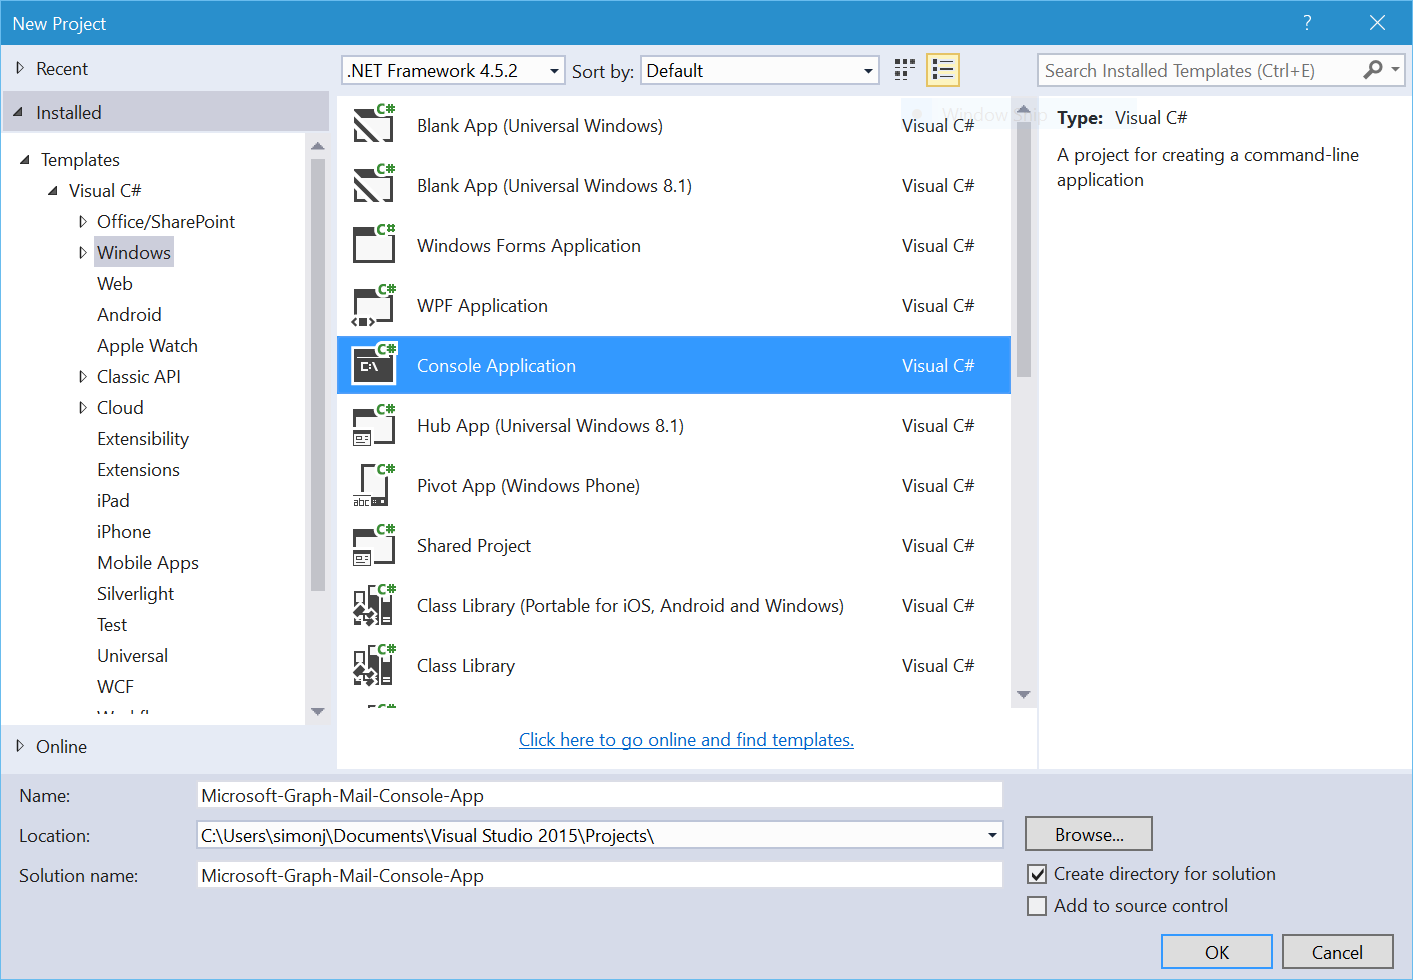 New Project
?
Recent
Installed
Templates
Visual C#
Office/SharePoint
Windows
Web
Android
Apple Watch
Classic API
Cloud
Extensibility
Extensions
iPad
iPhone
Mobile Apps
Silverlight
Test
Universal
WCF
Online
.NET Framework 4.5.2
Sort by: Default
Search Installed Templates (Ctrl+E)
C# Blank App (Universal Windows) Visual C#
C# Blank App (Universal Windows 8.1) Visual C#
C# Windows Forms Application Visual C#
C# WPF Application Visual C#
C# C:\ Console Application Visual C#
C# Hub App (Universal Windows 8.1) Visual C#
C# abc Pivot App (Windows Phone) Visual C#
C# Shared Project Visual C#
C# Class Library (Portable for iOS, Android and Windows) Visual C#
C# Class Library Visual C#
Click here to go online and find templates.
Type: Visual C#
A project for creating a command-line
application
Name: Microsoft-Graph-Mail-Console-App
Location: C:\Users\simonj\Documents\Visual Studio 2015\Projects\
Browse...
Solution name: Microsoft-Graph-Mail-Console-App
Create directory for solution
Add to source control
OK
Cancel